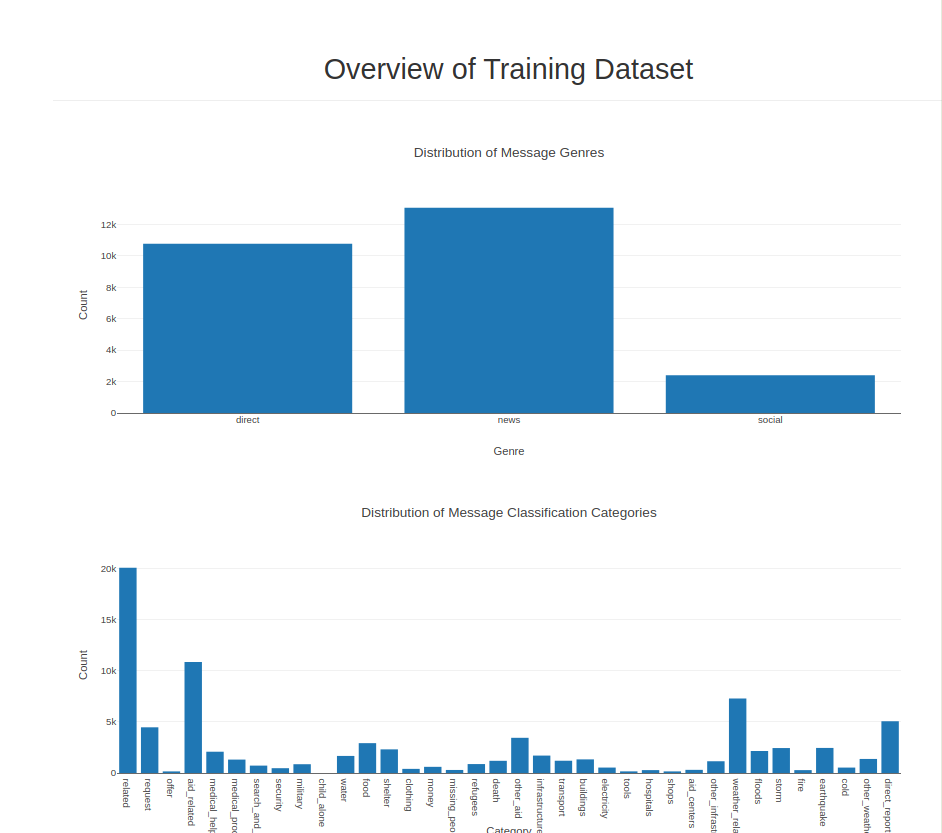 Overview of Training Dataset
Distribution of Message Genres
12k
10k
8k
6k
4k
2k
0
Count
direct
news
social
Genre
Distribution of Message Classification Categories
20k
15k
10k
5k
0
Count
related
request
offer
aid_related
medical_help
medical_prod
search_and_
security
military
child_alone
water
food
shelter
clothing
money
missing_peo
refugees
death
other_aid
infrastructure
transport
buildings
electricity
tools
hospitals
shops
aid_centers
other_infrast
weather_rela
floods
storm
fire
earthquake
cold
other_weathe
direct_report
Category